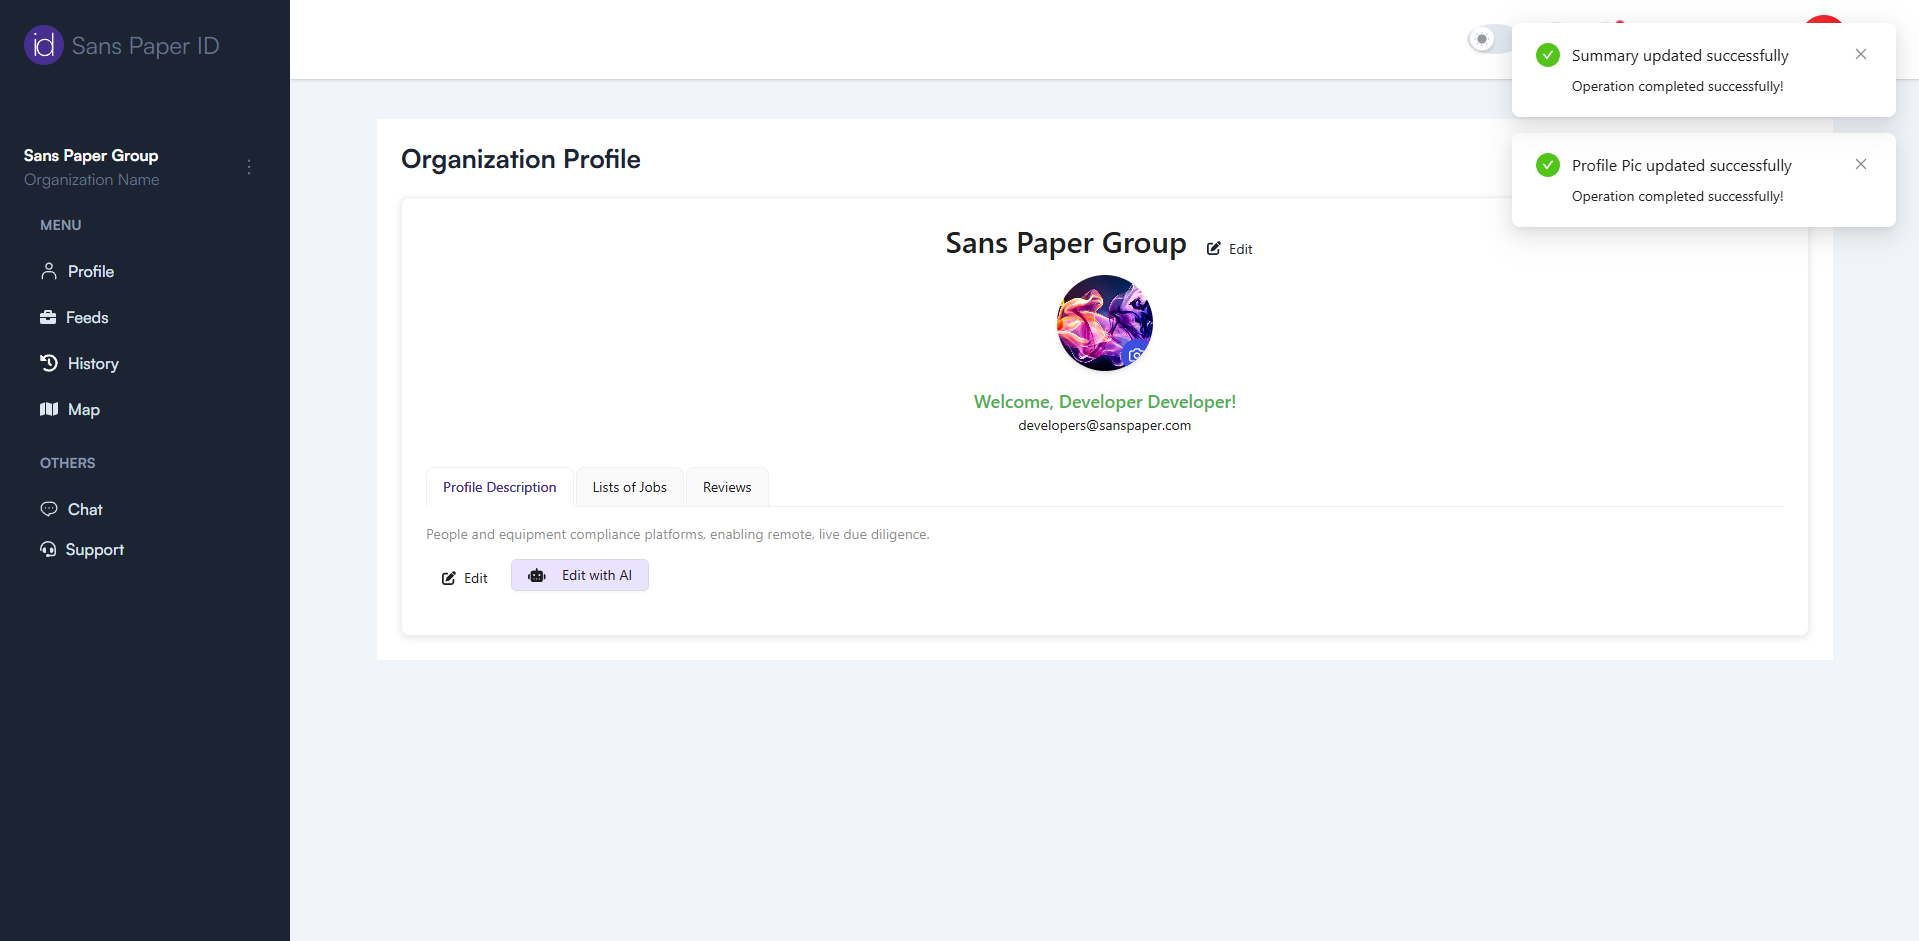 id Sans Paper ID
Sans Paper Group
Organization Name
MENU
Profile
Feeds
History
Map
OTHERS
Chat
Support
Summary updated successfully
Operation completed successfully!
Profile Pic updated successfully
Operation completed successfully!
Organization Profile
Sans Paper Group Edit
Welcome, Developer Developer!
developers@sanspaper.com
Profile Description Lists of Jobs Reviews
People and equipment compliance platforms, enabling remote, live due diligence.
Edit Edit with AI